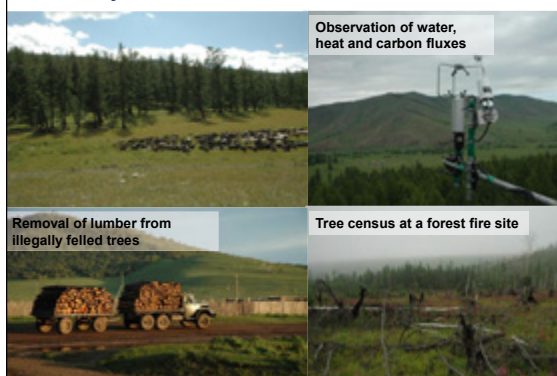 Observation of water,
heat and carbon fluxes
Removal of lumber from
illegally felled trees
Tree census at a forest fire site